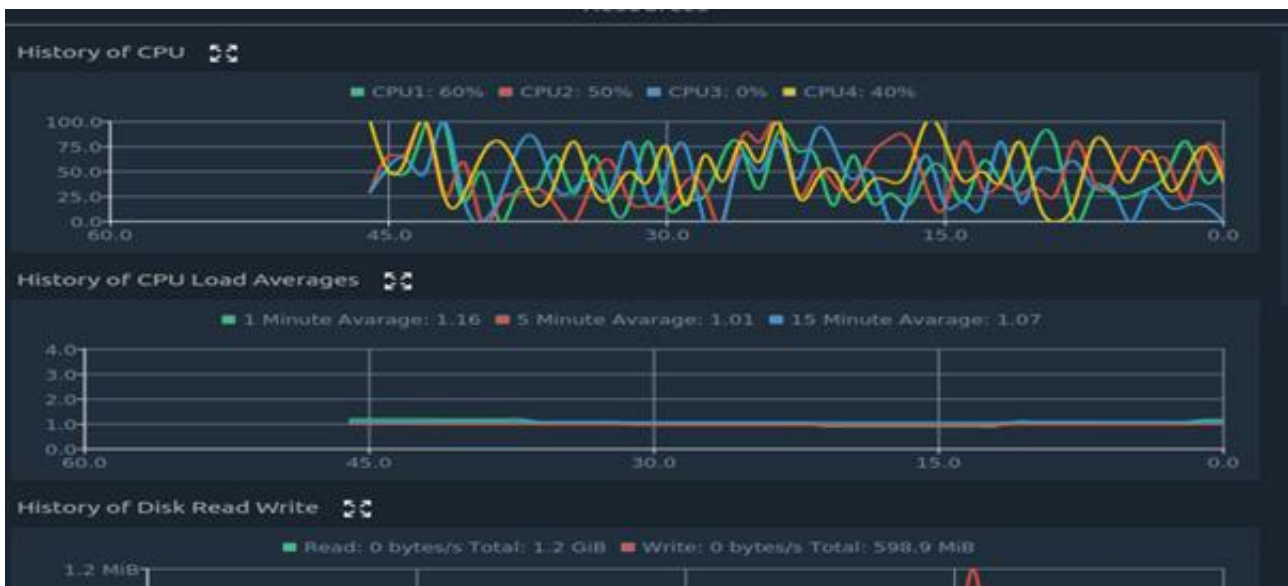 History of CPU
CPU1: 60% CPU2: 50% CPU3: 0% CPU4: 40%
100.0
75.0
50.0
25.0
0.0
60.0 45.0 30.0 15.0 0.0
History of CPU Load Averages
1 Minute Avarage: 1.16 5 Minute Avarage: 1.01 15 Minute Avarage: 1.07
4.0
3.0
2.0
1.0
0.0
60.0 45.0 30.0 15.0 0.0
History of Disk Read Write
Read: 0 bytes/s Total: 1.2 GiB Write: 0 bytes/s Total: 598.9 MiB
1.2 MiB